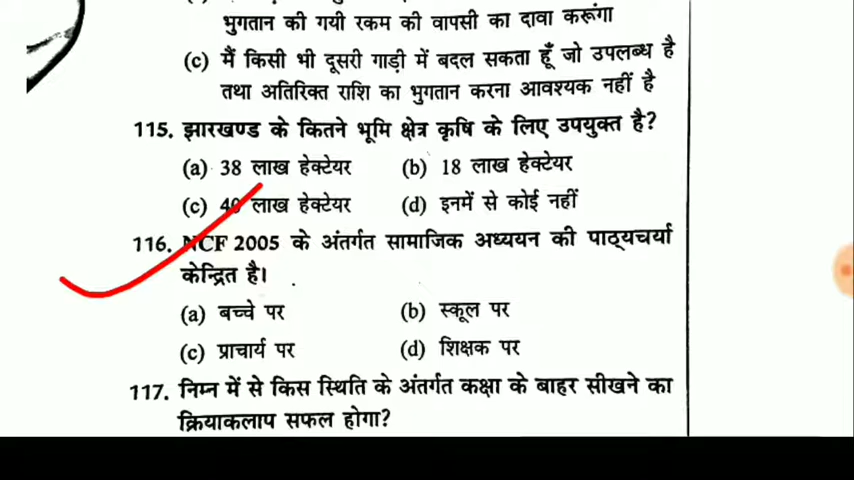 भुगतान की गयी रकम की वापसी का दावा करूंगा
(c) मैं किसी भी दूसरी गाड़ी में बदल सकता हूँ जो उपलब्ध है
तथा अतिरिक्त राशि का भुगतान करना आवश्यक नहीं है
115. झारखण्ड के कितने भूमि क्षेत्र कृषि के लिए उपयुक्त है?
(a) 38 लाख हेक्टेयर (b) 18 लाख हेक्टेयर
(c) 40 लाख हेक्टेयर (d) इनमें से कोई नहीं
116. NCF 2005 के अंतर्गत सामाजिक अध्ययन की पाठ्यचर्या
केन्द्रित है।
(a) बच्चे पर (b) स्कूल पर
(c) प्राचार्य पर (d) शिक्षक पर
117. निम्न में से किस स्थिति के अंतर्गत कक्षा के बाहर सीखने का
क्रियाकलाप सफल होगा?